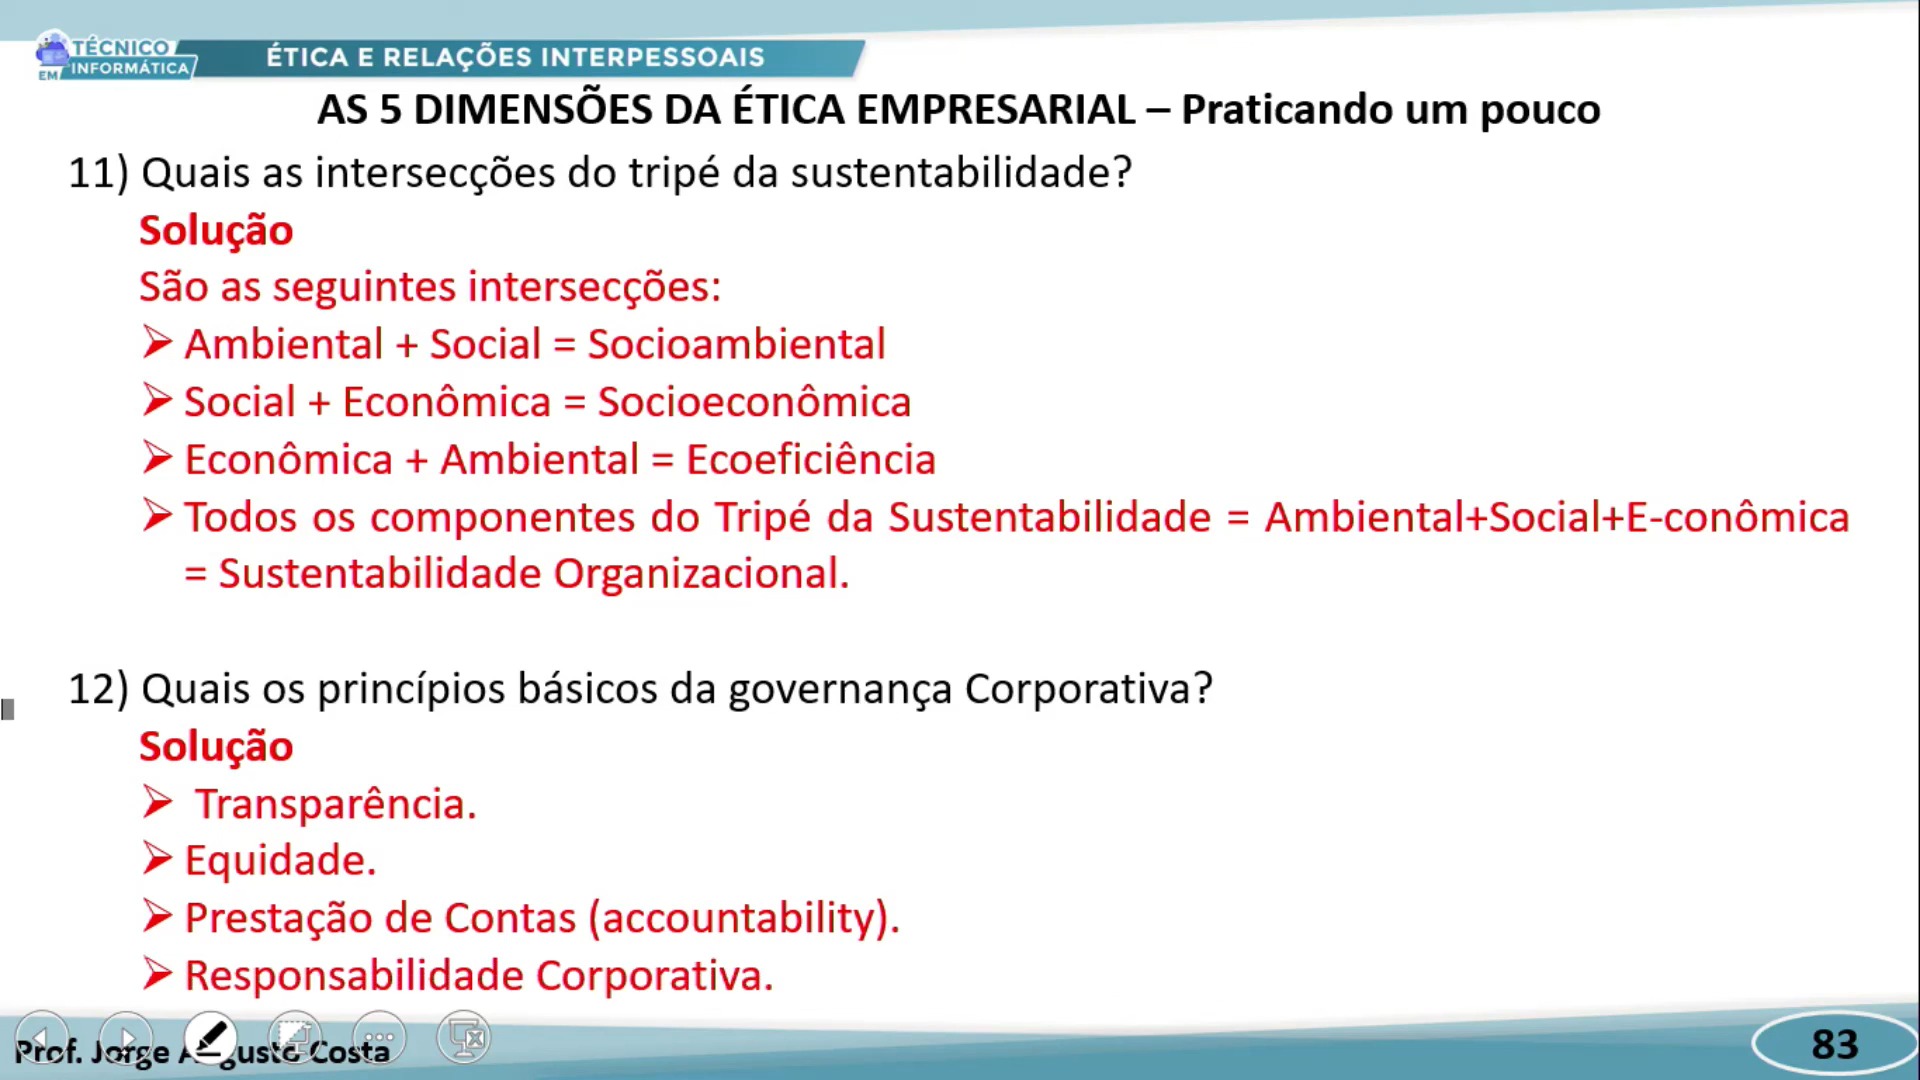 TÉCNICO
EM INFORMÁTICA
ÉTICA E RELAÇÕES INTERPESSOAIS
AS 5 DIMENSÕES DA ÉTICA EMPRESARIAL – Praticando um pouco
11) Quais as intersecções do tripé da sustentabilidade?
Solução
São as seguintes intersecções:
➢ Ambiental + Social = Socioambiental
➢ Social + Econômica = Socioeconômica
➢ Econômica + Ambiental = Ecoeficiência
➢ Todos os componentes do Tripé da Sustentabilidade = Ambiental+Social+E-conômica
= Sustentabilidade Organizacional.
12) Quais os princípios básicos da governança Corporativa?
Solução
➢ Transparência.
➢ Equidade.
➢ Prestação de Contas (accountability).
➢ Responsabilidade Corporativa.
Prof. Jorge Augusto Costa
83